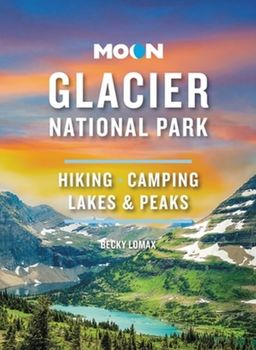 MOON
GLACIER
NATIONAL PARK
HIKING · CAMPING
LAKES & PEAKS
BECKY LOMAX